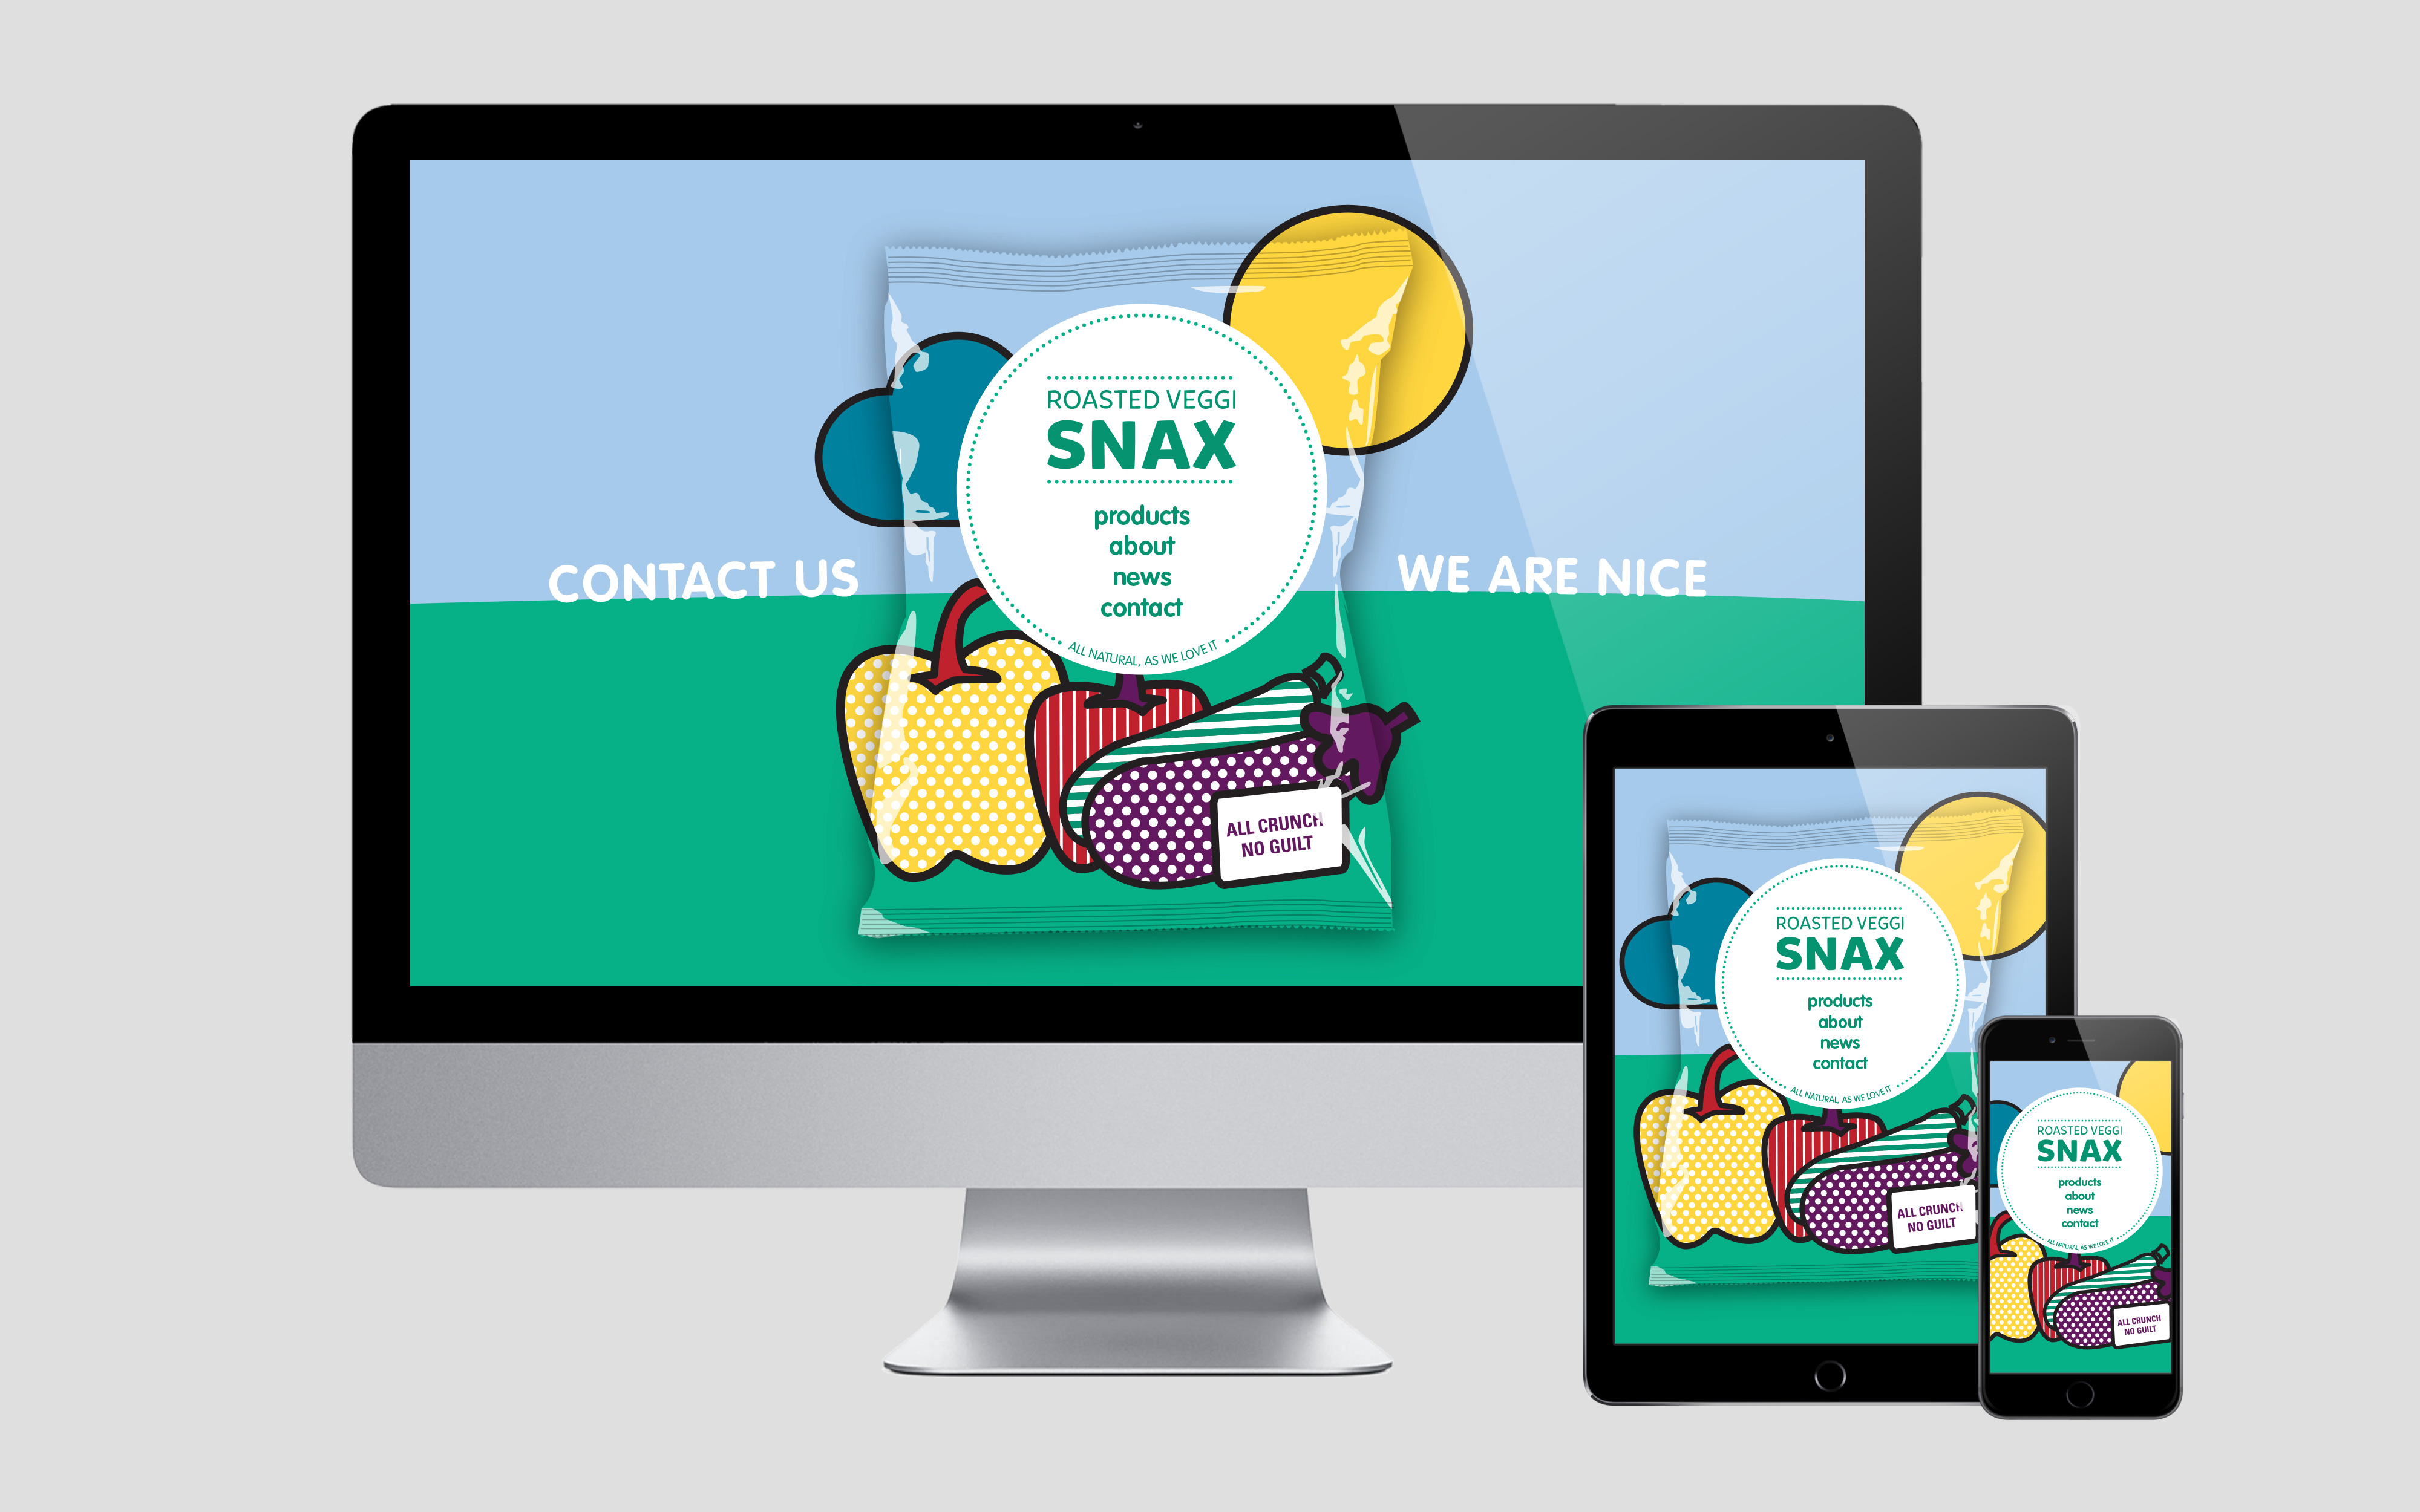 ROASTED VEGGI
SNAX
products
about
news
contact
ALL NATURAL, AS WE LOVE IT
CONTACT US
WE ARE NICE
ALL CRUNCH
NO GUILT
ROASTED VEGGI
SNAX
products
about
news
contact
ALL NATURAL, AS WE LOVE IT
ALL CRUNCH
NO GUILT
ROASTED VEGGI
SNAX
products
about
news
contact
ALL NATURAL, AS WE LOVE IT
ALL CRUNCH
NO GUILT